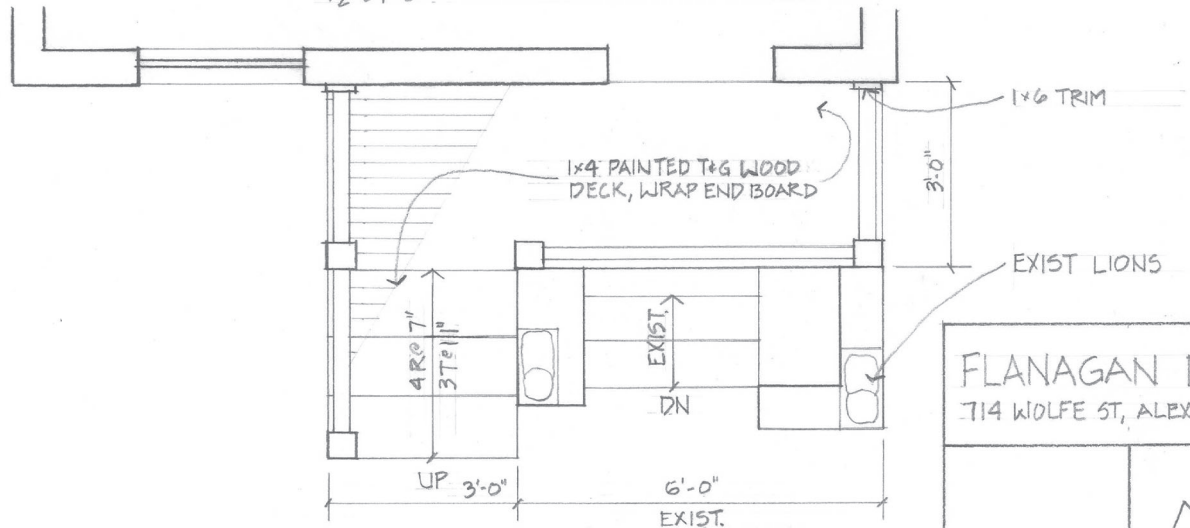 1x6 TRIM
3'-0"
1x4 PAINTED T&G WOOD
DECK, WRAP END BOARD
EXIST LIONS
4R@ 7"
3T@11"
EXIST.
DN
FLANAGAN
714 WOLFE ST, ALEX
UP
3'-0"
6'-0"
EXIST.